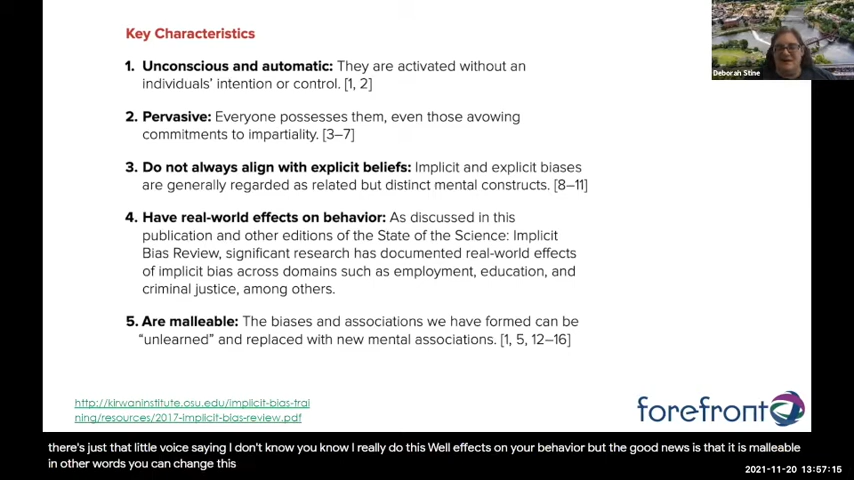 Key Characteristics
1. Unconscious and automatic: They are activated without an
individuals' intention or control. [1, 2]
2. Pervasive: Everyone possesses them, even those avowing
commitments to impartiality. [3–7]
3. Do not always align with explicit beliefs: Implicit and explicit biases
are generally regarded as related but distinct mental constructs. [8–11]
4. Have real-world effects on behavior: As discussed in this
publication and other editions of the State of the Science: Implicit
Bias Review, significant research has documented real-world effects
of implicit bias across domains such as employment, education, and
criminal justice, among others.
5. Are malleable: The biases and associations we have formed can be
“unlearned” and replaced with new mental associations. [1, 5, 12–16]
http://kirwaninstitute.osu.edu/implicit-bias-trai
ning/resources/2017-implicit-bias-review.pdf
forefront
Deborah Stine
there's just that little voice saying I don't know you know I really do this Well effects on your behavior but the good news is that it is malleable
in other words you can change this
2021-11-20 13:57:15